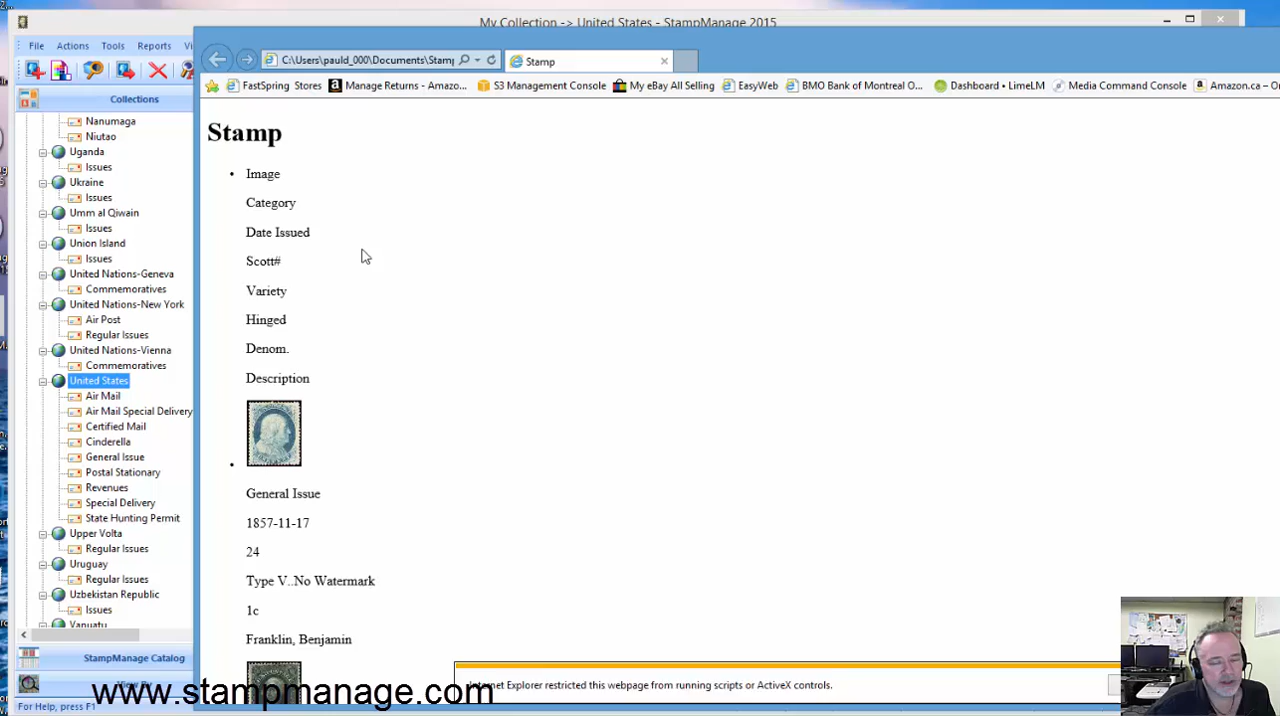 My Collection -> United States - StampManage 2015
File Actions Tools Reports Vi
C:\Users\pauld_000\Documents\Stamp
Stamp
FastSpring Stores
Manage Returns - Amazo...
S3 Management Console
My eBay All Selling
EasyWeb
BMO Bank of Montreal O...
Dashboard • LimeLM
Media Command Console
Amazon.ca – On
Collections
Nanumaga
Niutao
Uganda
Issues
Ukraine
Issues
Umm al Qiwain
Issues
Union Island
Issues
United Nations-Geneva
Commemoratives
United Nations-New York
Air Post
Regular Issues
United Nations-Vienna
Commemoratives
United States
Air Mail
Air Mail Special Delivery
Certified Mail
Cinderella
General Issue
Postal Stationary
Revenues
Special Delivery
State Hunting Permit
Upper Volta
Regular Issues
Uruguay
Regular Issues
Uzbekistan Republic
Issues
Vanuatu
StampManage Catalog
View By
For Help, press F1
Stamp
Image
Category
Date Issued
Scott#
Variety
Hinged
Denom.
Description
General Issue
1857-11-17
24
Type V..No Watermark
1c
Franklin, Benjamin
Internet Explorer restricted this webpage from running scripts or ActiveX controls.
www.stampmanage.com